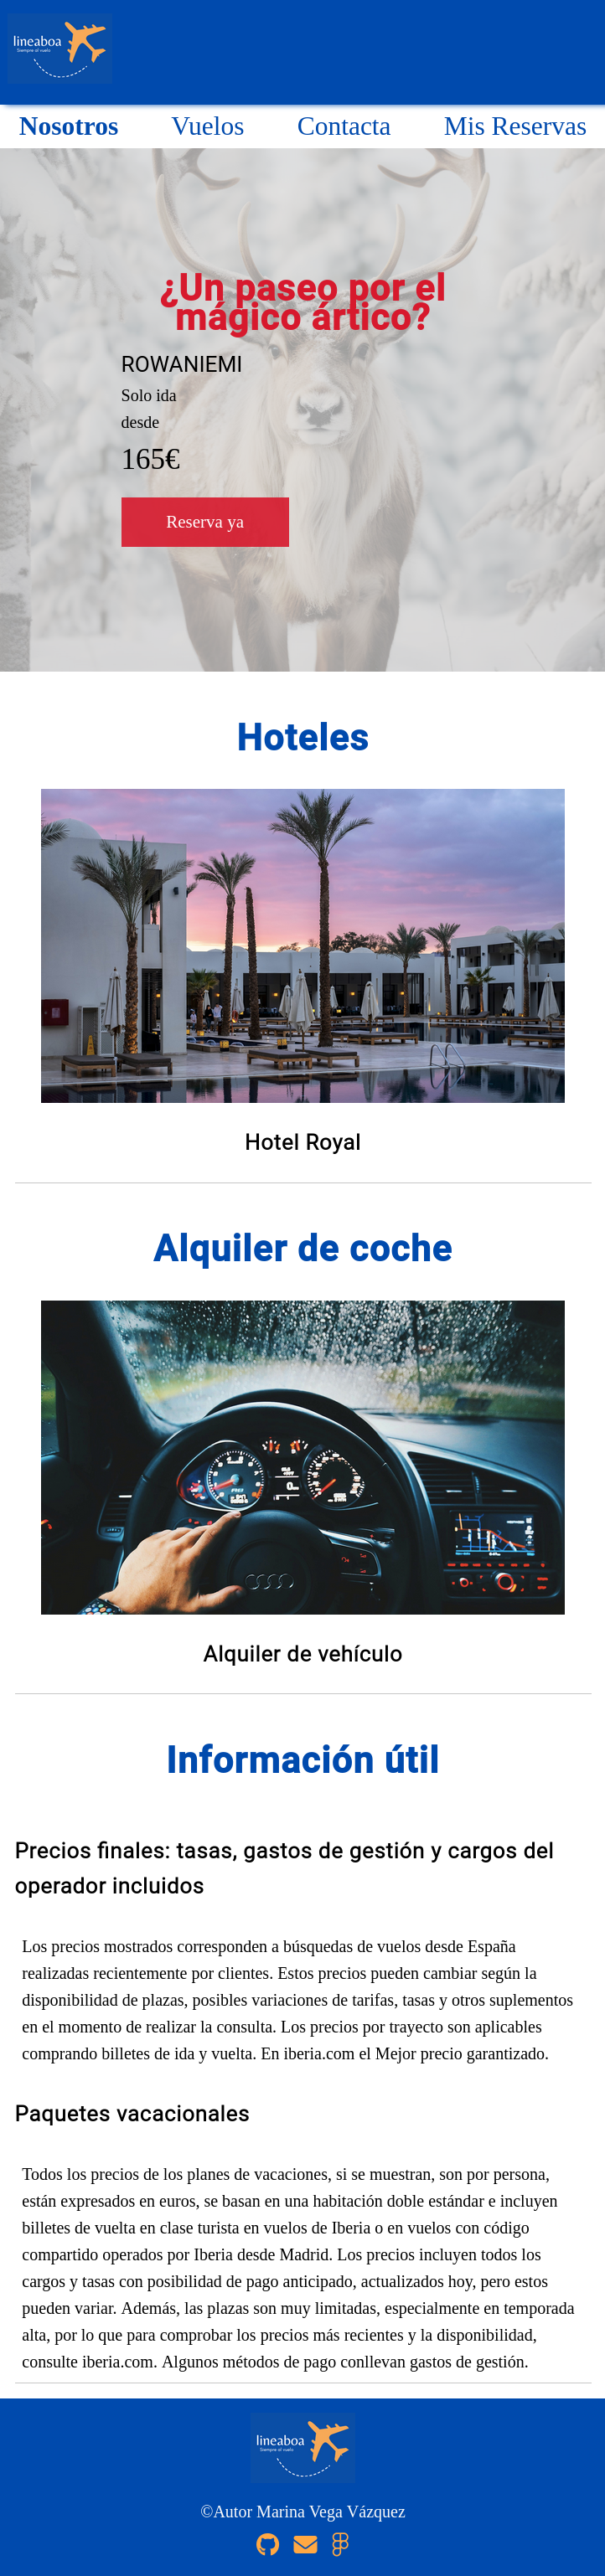 lineaboa
Siempre al vuelo
Nosotros Vuelos Contacta Mis Reservas
¿Un paseo por el
mágico ártico?
ROWANIEMI
Solo ida
desde
165€
Reserva ya
Hoteles
Hotel Royal
Alquiler de coche
Alquiler de vehículo
Información útil
Precios finales: tasas, gastos de gestión y cargos del
operador incluidos
Los precios mostrados corresponden a búsquedas de vuelos desde España
realizadas recientemente por clientes. Estos precios pueden cambiar según la
disponibilidad de plazas, posibles variaciones de tarifas, tasas y otros suplementos
en el momento de realizar la consulta. Los precios por trayecto son aplicables
comprando billetes de ida y vuelta. En iberia.com el Mejor precio garantizado.
Paquetes vacacionales
Todos los precios de los planes de vacaciones, si se muestran, son por persona,
están expresados en euros, se basan en una habitación doble estándar e incluyen
billetes de vuelta en clase turista en vuelos de Iberia o en vuelos con código
compartido operados por Iberia desde Madrid. Los precios incluyen todos los
cargos y tasas con posibilidad de pago anticipado, actualizados hoy, pero estos
pueden variar. Además, las plazas son muy limitadas, especialmente en temporada
alta, por lo que para comprobar los precios más recientes y la disponibilidad,
consulte iberia.com. Algunos métodos de pago conllevan gastos de gestión.
lineaboa
Siempre al vuelo
©Autor Marina Vega Vázquez